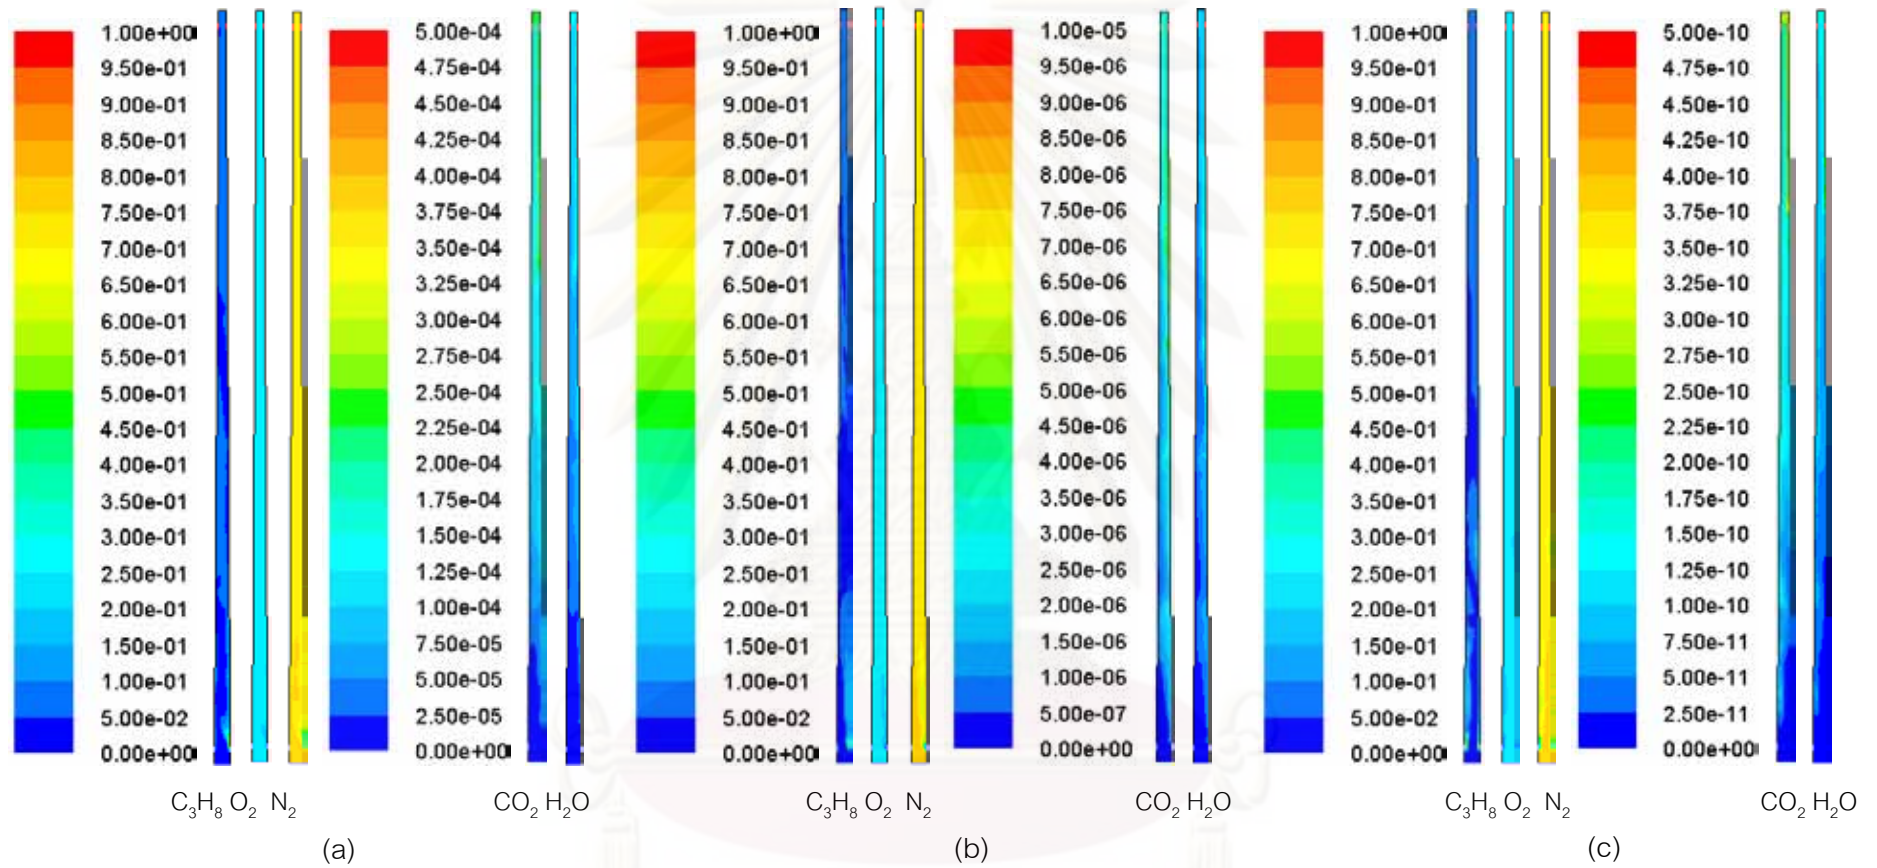 1.00e+00
9.50e-01
9.00e-01
8.50e-01
8.00e-01
7.50e-01
7.00e-01
6.50e-01
6.00e-01
5.50e-01
5.00e-01
4.50e-01
4.00e-01
3.50e-01
3.00e-01
2.50e-01
2.00e-01
1.50e-01
1.00e-01
5.00e-02
0.00e+00
C₃H₈ O₂ N₂
5.00e-04
4.75e-04
4.50e-04
4.25e-04
4.00e-04
3.75e-04
3.50e-04
3.25e-04
3.00e-04
2.75e-04
2.50e-04
2.25e-04
2.00e-04
1.75e-04
1.50e-04
1.25e-04
1.00e-04
7.50e-05
5.00e-05
2.50e-05
0.00e+00
CO₂ H₂O
(a)
1.00e+00
9.50e-01
9.00e-01
8.50e-01
8.00e-01
7.50e-01
7.00e-01
6.50e-01
6.00e-01
5.50e-01
5.00e-01
4.50e-01
4.00e-01
3.50e-01
3.00e-01
2.50e-01
2.00e-01
1.50e-01
1.00e-01
5.00e-02
0.00e+00
C₃H₈ O₂ N₂
1.00e-05
9.50e-06
9.00e-06
8.50e-06
8.00e-06
7.50e-06
7.00e-06
6.50e-06
6.00e-06
5.50e-06
5.00e-06
4.50e-06
4.00e-06
3.50e-06
3.00e-06
2.50e-06
2.00e-06
1.50e-06
1.00e-06
5.00e-07
0.00e+00
CO₂ H₂O
(b)
1.00e+00
9.50e-01
9.00e-01
8.50e-01
8.00e-01
7.50e-01
7.00e-01
6.50e-01
6.00e-01
5.50e-01
5.00e-01
4.50e-01
4.00e-01
3.50e-01
3.00e-01
2.50e-01
2.00e-01
1.50e-01
1.00e-01
5.00e-02
0.00e+00
C₃H₈ O₂ N₂
5.00e-10
4.75e-10
4.50e-10
4.25e-10
4.00e-10
3.75e-10
3.50e-10
3.25e-10
3.00e-10
2.75e-10
2.50e-10
2.25e-10
2.00e-10
1.75e-10
1.50e-10
1.25e-10
1.00e-10
7.50e-11
5.00e-11
2.50e-11
0.00e+00
CO₂ H₂O
(c)